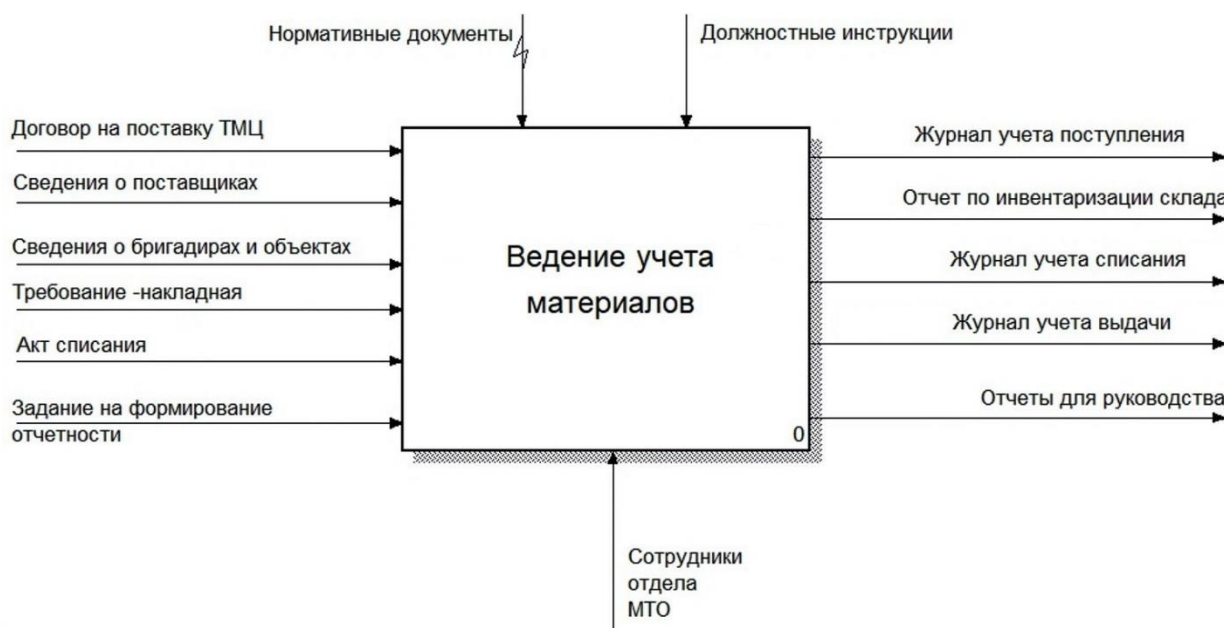 Нормативные документы
Должностные инструкции
Договор на поставку ТМЦ
Сведения о поставщиках
Сведения о бригадирах и объектах
Требование -накладная
Акт списания
Задание на формирование
отчетности
Ведение учета
материалов
0
Журнал учета поступления
Отчет по инвентаризации склада
Журнал учета списания
Журнал учета выдачи
Отчеты для руководства
Сотрудники
отдела
МТО